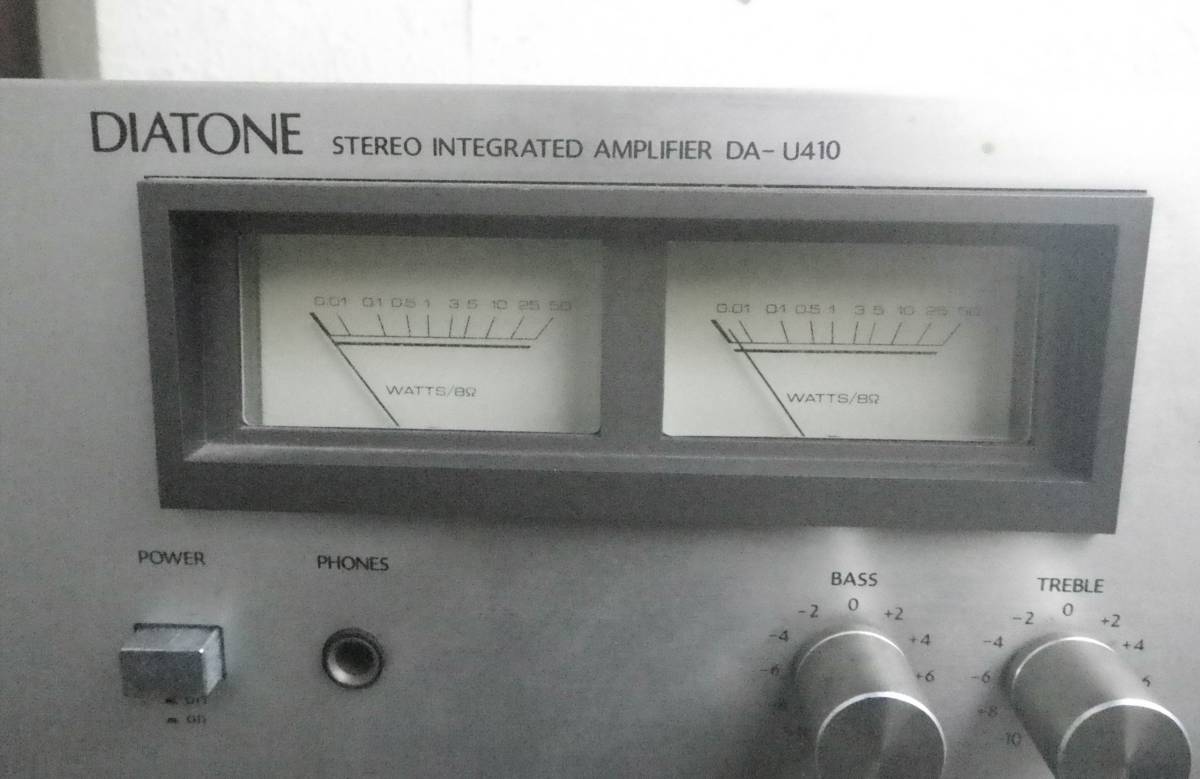 DIATONE STEREO INTEGRATED AMPLIFIER DA-U410
0.01 0.1 0.5 1 3 5 10 25 50
WATTS/8Ω
0.01 0.1 0.5 1 3 5 10 25 50
WATTS/8Ω
POWER
PHONES
BASS
0
-2 +2
-4 +4
-6 +6
TREBLE
0
-2 +2
-4 +4
-6
-10